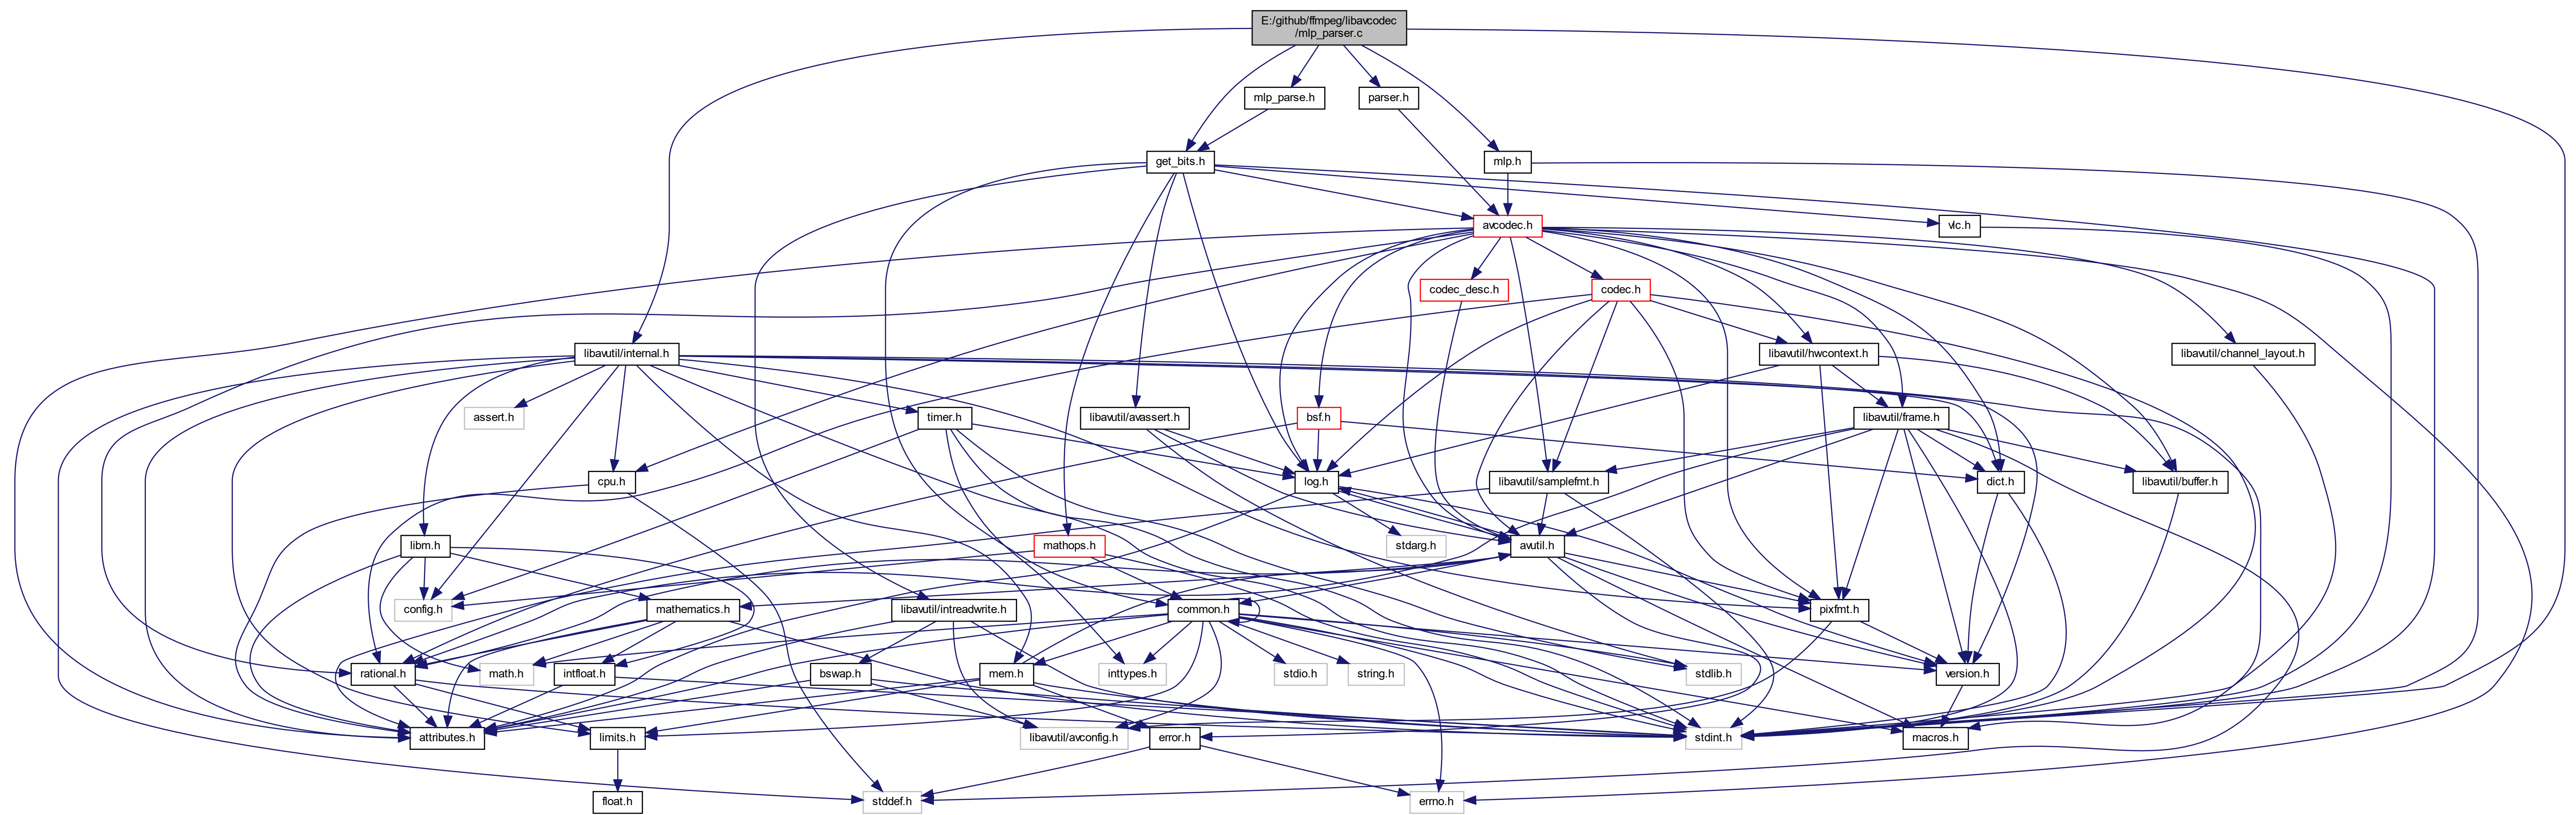 E:/github/ffmpeg/libavcodec
/mlp_parser.c
mlp_parse.h
parser.h
get_bits.h
mlp.h
avcodec.h
vlc.h
codec_desc.h
codec.h
libavutil/internal.h
libavutil/hwcontext.h
libavutil/channel_layout.h
assert.h
timer.h
libavutil/avassert.h
bsf.h
libavutil/frame.h
cpu.h
log.h
libavutil/samplefmt.h
dict.h
libavutil/buffer.h
libm.h
mathops.h
stdarg.h
avutil.h
config.h
mathematics.h
libavutil/intreadwrite.h
common.h
pixfmt.h
rational.h
math.h
intfloat.h
bswap.h
mem.h
inttypes.h
stdio.h
string.h
stdlib.h
version.h
attributes.h
limits.h
libavutil/avconfig.h
error.h
stdint.h
macros.h
float.h
stddef.h
errno.h